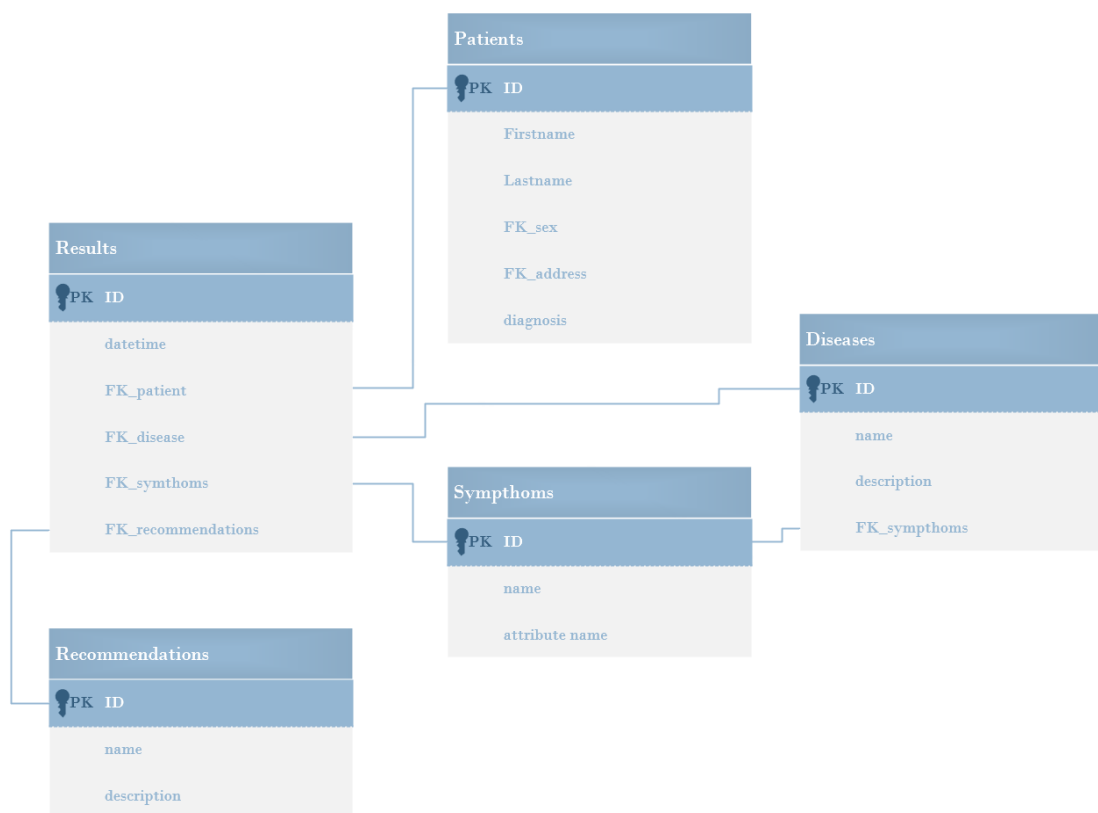 Patients
PK ID
Firstname
Lastname
FK_sex
FK_address
diagnosis
Results
PK ID
datetime
FK_patient
FK_disease
FK_symthoms
FK_recommendations
Diseases
PK ID
name
description
FK_sympthoms
Sympthoms
PK ID
name
attribute name
Recommendations
PK ID
name
description